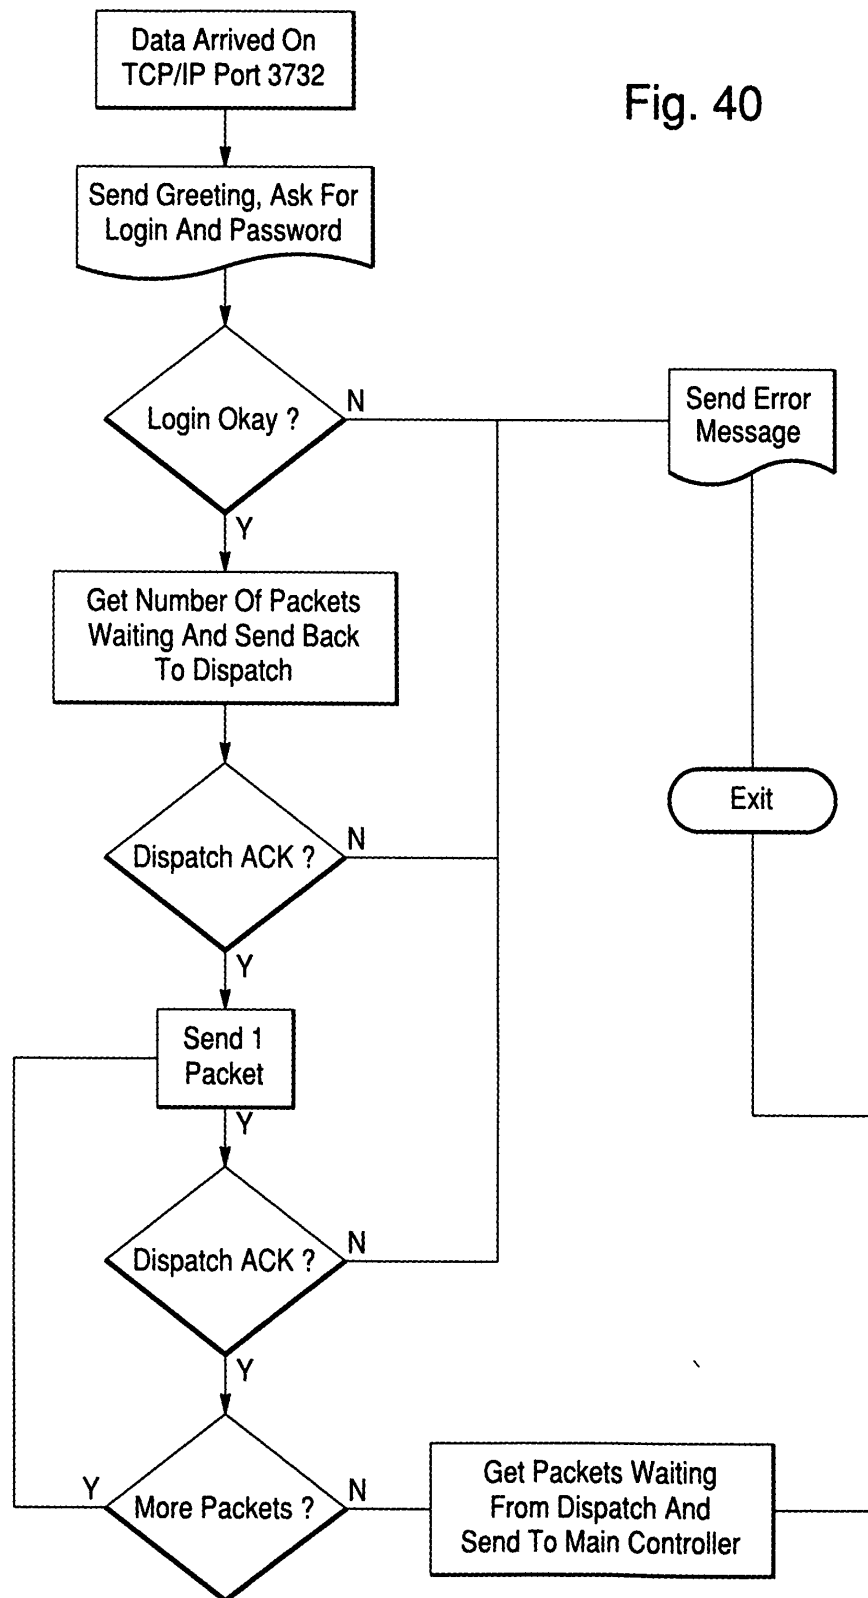 Data Arrived On
TCP/IP Port 3732
Fig. 40
Send Greeting, Ask For
Login And Password
Login Okay ?
N
Send Error
Message
Y
Get Number Of Packets
Waiting And Send Back
To Dispatch
Exit
Dispatch ACK ?
N
Y
Send 1
Packet
Y
Dispatch ACK ?
N
Y
Y
More Packets ?
N
Get Packets Waiting
From Dispatch And
Send To Main Controller